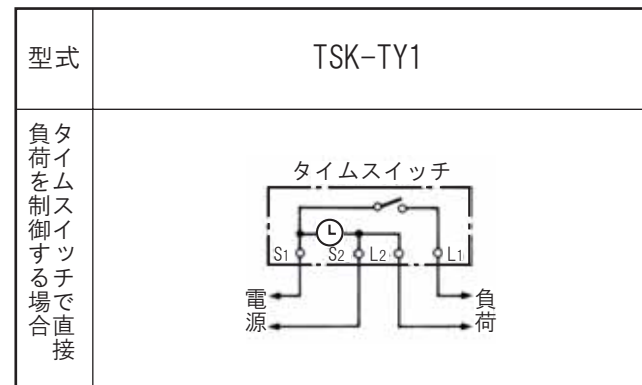 型式
TSK-TY1
タイムスイッチで直接
負荷を制御する場合
タイムスイッチ
S1 S2 L2 L1
電源
負荷